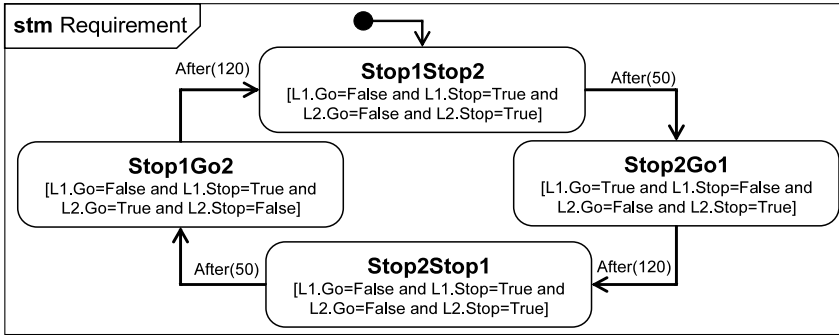 stm Requirement
Stop1Stop2
[L1.Go=False and L1.Stop=True and
L2.Go=False and L2.Stop=True]
After(50)
Stop2Go1
[L1.Go=True and L1.Stop=False and
L2.Go=False and L2.Stop=True]
After(120)
Stop2Stop1
[L1.Go=False and L1.Stop=True and
L2.Go=False and L2.Stop=True]
After(50)
Stop1Go2
[L1.Go=False and L1.Stop=True and
L2.Go=True and L2.Stop=False]
After(120)